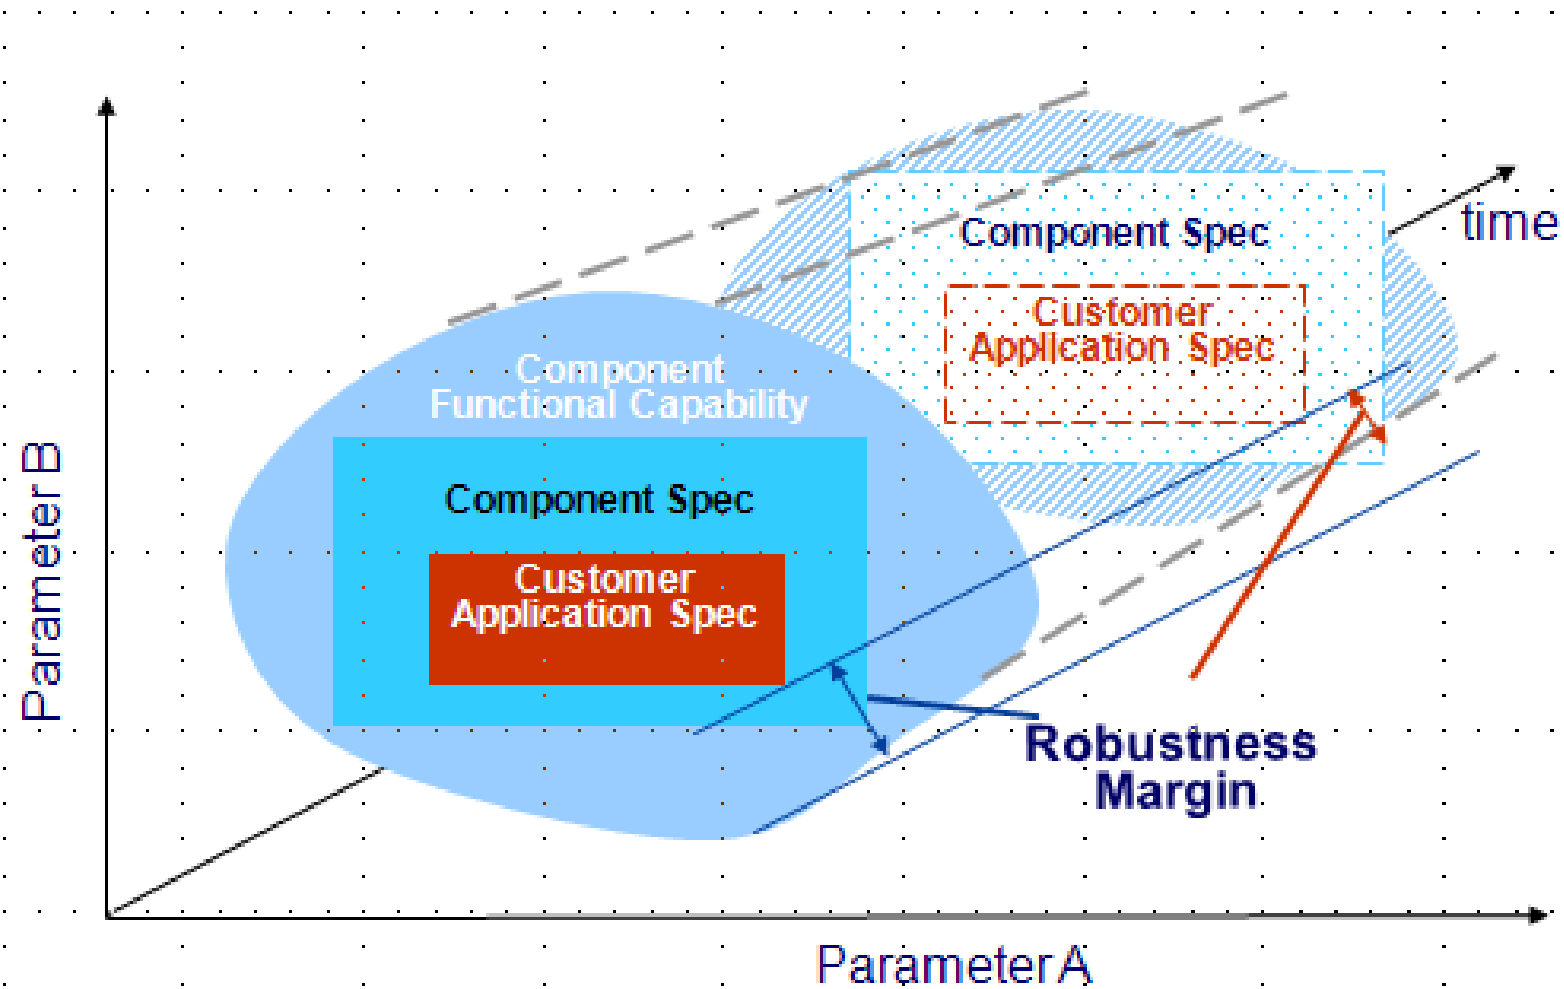 time
Component Spec
Customer
Application Spec
Component
Functional Capability
Component Spec
Customer
Application Spec
Robustness
Margin
Parameter B
Parameter A